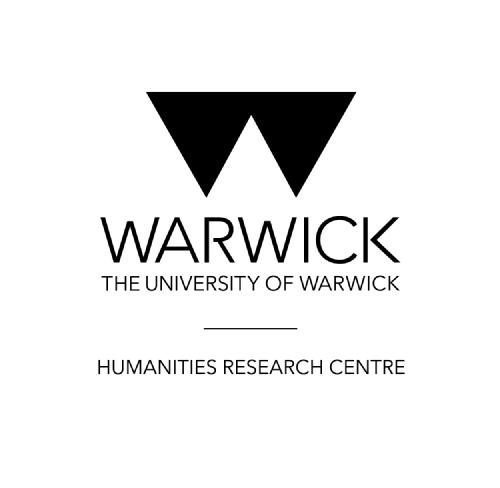 WARWICK
THE UNIVERSITY OF WARWICK
HUMANITIES RESEARCH CENTRE